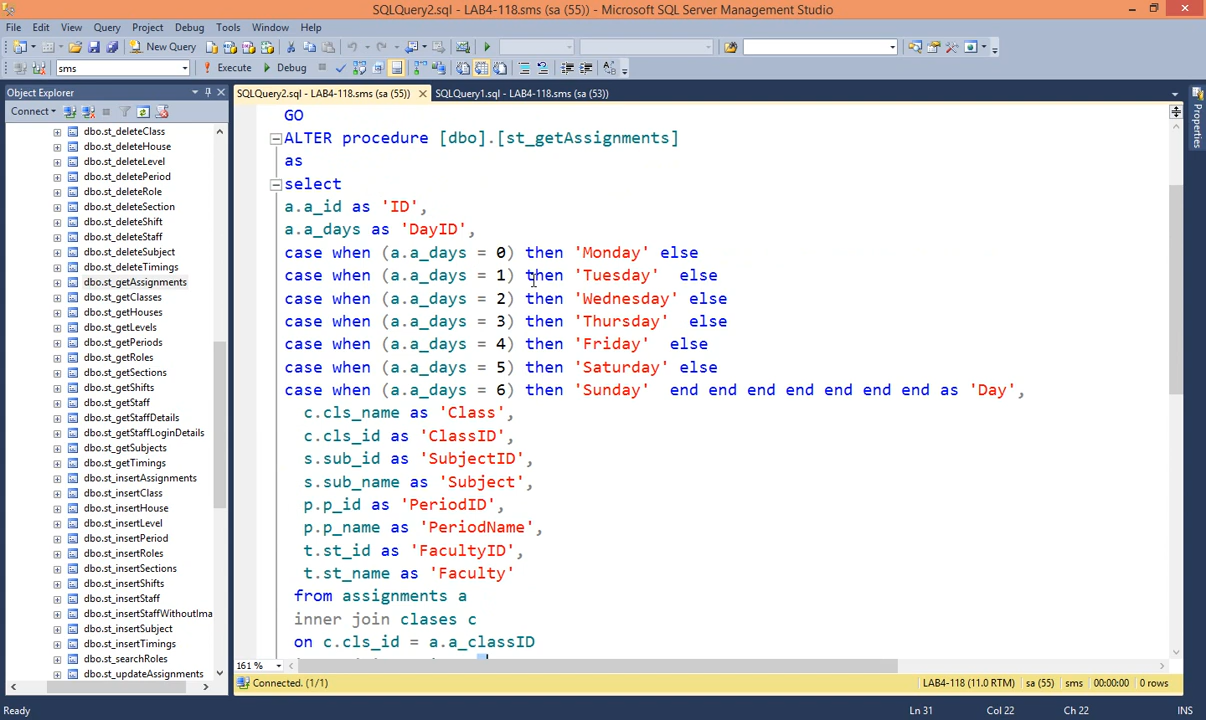 SQLQuery2.sql - LAB4-118.sms (sa (55)) - Microsoft SQL Server Management Studio
File Edit View Query Project Debug Tools Window Help
New Query
sms Execute Debug
Object Explorer
SQLQuery2.sql - LAB4-118.sms (sa (55)) SQLQuery1.sql - LAB4-118.sms (sa (53))
Connect
Properties
dbo.st_deleteClass
dbo.st_deleteHouse
dbo.st_deleteLevel
dbo.st_deletePeriod
dbo.st_deleteRole
dbo.st_deleteSection
dbo.st_deleteShift
dbo.st_deleteStaff
dbo.st_deleteSubject
dbo.st_deleteTimings
dbo.st_getAssignments
dbo.st_getClasses
dbo.st_getHouses
dbo.st_getLevels
dbo.st_getPeriods
dbo.st_getRoles
dbo.st_getSections
dbo.st_getShifts
dbo.st_getStaff
dbo.st_getStaffDetails
dbo.st_getStaffLoginDetails
dbo.st_getSubjects
dbo.st_getTimings
dbo.st_insertAssignments
dbo.st_insertClass
dbo.st_insertHouse
dbo.st_insertLevel
dbo.st_insertPeriod
dbo.st_insertRoles
dbo.st_insertSections
dbo.st_insertShifts
dbo.st_insertStaff
dbo.st_insertStaffWithoutIma
dbo.st_insertSubject
dbo.st_insertTimings
dbo.st_searchRoles
dbo.st_updateAssignments
GO
ALTER procedure [dbo].[st_getAssignments]
as
select
a.a_id as 'ID',
a.a_days as 'DayID',
case when (a.a_days = 0) then 'Monday' else
case when (a.a_days = 1) then 'Tuesday' else
case when (a.a_days = 2) then 'Wednesday' else
case when (a.a_days = 3) then 'Thursday' else
case when (a.a_days = 4) then 'Friday' else
case when (a.a_days = 5) then 'Saturday' else
case when (a.a_days = 6) then 'Sunday' end end end end end end end as 'Day',
c.cls_name as 'Class',
c.cls_id as 'ClassID',
s.sub_id as 'SubjectID',
s.sub_name as 'Subject',
p.p_id as 'PeriodID',
p.p_name as 'PeriodName',
t.st_id as 'FacultyID',
t.st_name as 'Faculty'
from assignments a
inner join clases c
on c.cls_id = a.a_classID
161 %
Connected. (1/1) LAB4-118 (11.0 RTM) sa (55) sms 00:00:00 0 rows
Ready Ln 31 Col 22 Ch 22 INS